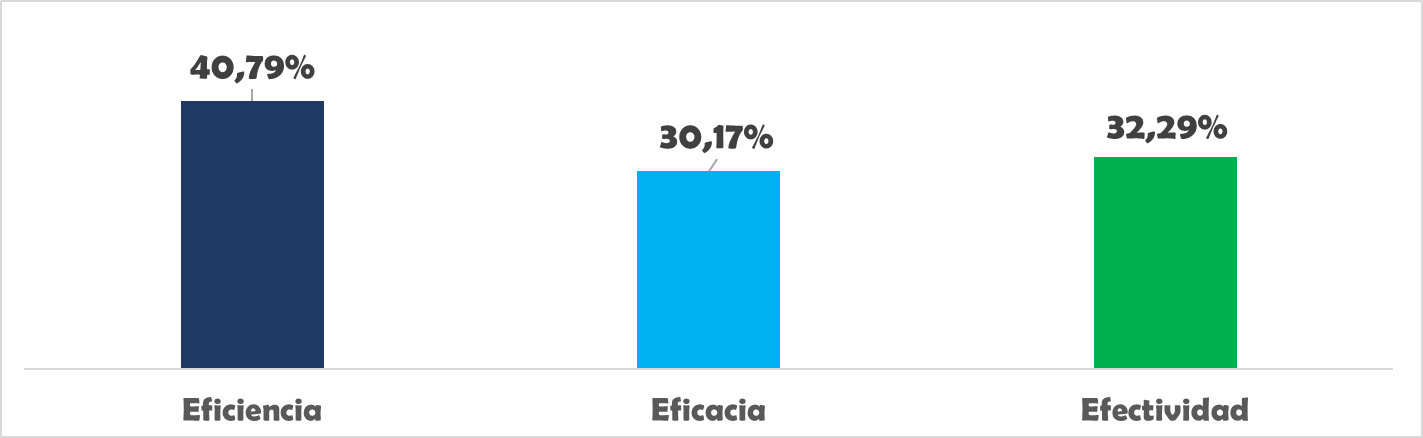 40,79%
30,17%
32,29%
Eficiencia
Eficacia
Efectividad